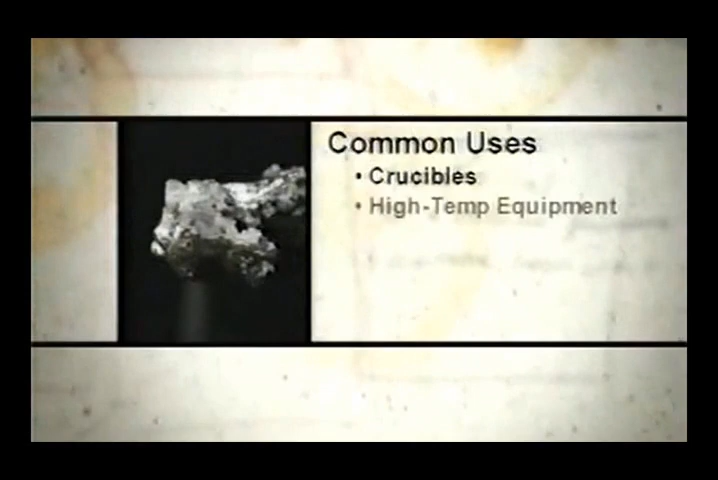 Common Uses
• Crucibles
• High-Temp Equipment